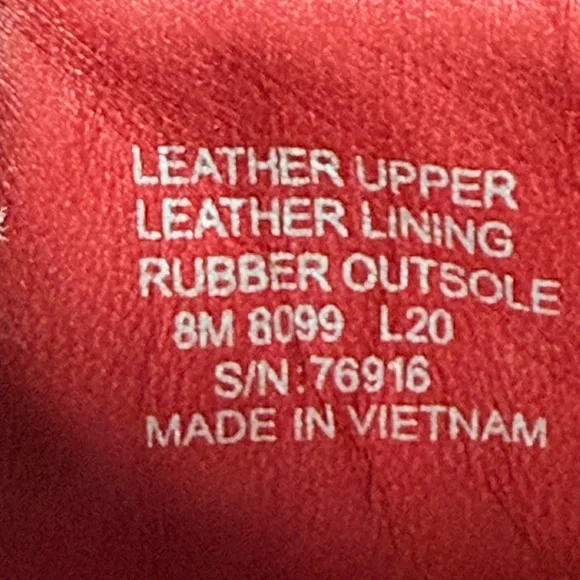 LEATHER UPPER
LEATHER LINING
RUBBER OUTSOLE
8M 8099 L20
S/N:76916
MADE IN VIETNAM